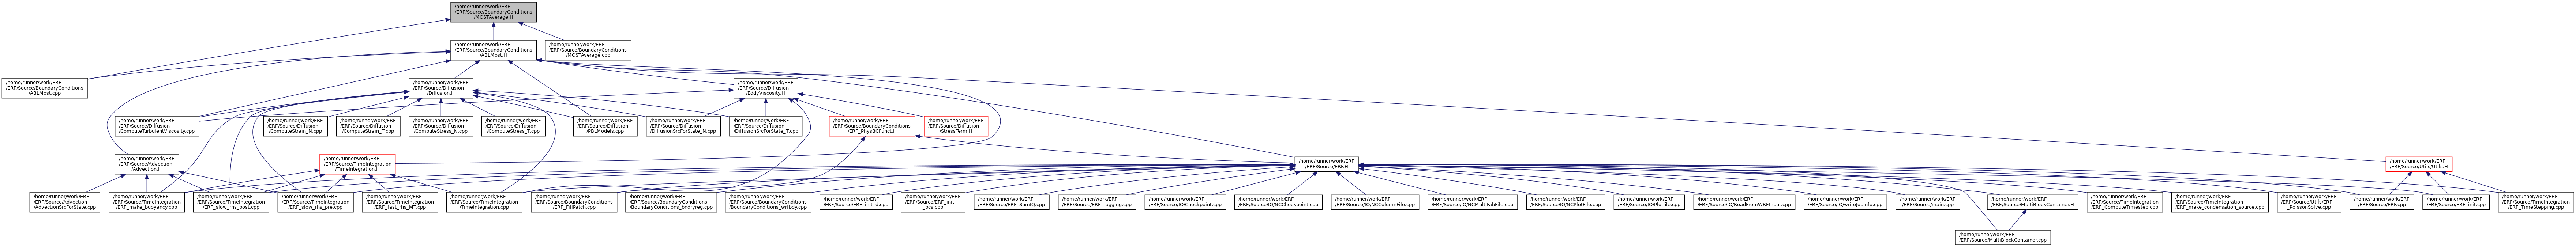 /home/runner/work/ERF
/ERF/Source/BoundaryConditions
/MOSTAverage.H
/home/runner/work/ERF
/ERF/Source/BoundaryConditions
/ABLMost.H
/home/runner/work/ERF
/ERF/Source/BoundaryConditions
/MOSTAverage.cpp
/home/runner/work/ERF
/ERF/Source/BoundaryConditions
/ABLMost.cpp
/home/runner/work/ERF
/ERF/Source/Diffusion
/Diffusion.H
/home/runner/work/ERF
/ERF/Source/Diffusion
/EddyViscosity.H
/home/runner/work/ERF
/ERF/Source/Diffusion
/ComputeTurbulentViscosity.cpp
/home/runner/work/ERF
/ERF/Source/Diffusion
/ComputeStrain_N.cpp
/home/runner/work/ERF
/ERF/Source/Diffusion
/ComputeStrain_T.cpp
/home/runner/work/ERF
/ERF/Source/Diffusion
/ComputeStress_N.cpp
/home/runner/work/ERF
/ERF/Source/Diffusion
/ComputeStress_T.cpp
/home/runner/work/ERF
/ERF/Source/Diffusion
/PBLModels.cpp
/home/runner/work/ERF
/ERF/Source/Diffusion
/DiffusionSrcForState_N.cpp
/home/runner/work/ERF
/ERF/Source/Diffusion
/DiffusionSrcForState_T.cpp
/home/runner/work/ERF
/ERF/Source/BoundaryConditions
/ERF_PhysBCFunct.H
/home/runner/work/ERF
/ERF/Source/Diffusion
/StressTerm.H
/home/runner/work/ERF
/ERF/Source/Advection
/Advection.H
/home/runner/work/ERF
/ERF/Source/TimeIntegration
/TimeIntegration.H
/home/runner/work/ERF
/ERF/Source/ERF.H
/home/runner/work/ERF
/ERF/Source/Utils/Utils.H
/home/runner/work/ERF
/ERF/Source/Advection
/AdvectionSrcForState.cpp
/home/runner/work/ERF
/ERF/Source/TimeIntegration
/ERF_make_buoyancy.cpp
/home/runner/work/ERF
/ERF/Source/TimeIntegration
/ERF_slow_rhs_post.cpp
/home/runner/work/ERF
/ERF/Source/TimeIntegration
/ERF_slow_rhs_pre.cpp
/home/runner/work/ERF
/ERF/Source/TimeIntegration
/ERF_fast_rhs_MT.cpp
/home/runner/work/ERF
/ERF/Source/TimeIntegration
/TimeIntegration.cpp
/home/runner/work/ERF
/ERF/Source/BoundaryConditions
/ERF_FillPatch.cpp
/home/runner/work/ERF
/ERF/Source/BoundaryConditions
/BoundaryConditions_bndryreg.cpp
/home/runner/work/ERF
/ERF/Source/BoundaryConditions
/BoundaryConditions_wrfbdy.cpp
/home/runner/work/ERF
/ERF/Source/ERF_init1d.cpp
/home/runner/work/ERF
/ERF/Source/ERF_init
_bcs.cpp
/home/runner/work/ERF
/ERF/Source/ERF_SumIQ.cpp
/home/runner/work/ERF
/ERF/Source/ERF_Tagging.cpp
/home/runner/work/ERF
/ERF/Source/IO/Checkpoint.cpp
/home/runner/work/ERF
/ERF/Source/IO/NCCheckpoint.cpp
/home/runner/work/ERF
/ERF/Source/IO/NCColumnFile.cpp
/home/runner/work/ERF
/ERF/Source/IO/NCMultiFabFile.cpp
/home/runner/work/ERF
/ERF/Source/IO/NCPlotFile.cpp
/home/runner/work/ERF
/ERF/Source/IO/Plotfile.cpp
/home/runner/work/ERF
/ERF/Source/IO/ReadFromWRFInput.cpp
/home/runner/work/ERF
/ERF/Source/IO/writeJobInfo.cpp
/home/runner/work/ERF
/ERF/Source/main.cpp
/home/runner/work/ERF
/ERF/Source/MultiBlockContainer.H
/home/runner/work/ERF
/ERF/Source/TimeIntegration
/ERF_ComputeTimestep.cpp
/home/runner/work/ERF
/ERF/Source/TimeIntegration
/ERF_make_condensation_source.cpp
/home/runner/work/ERF
/ERF/Source/Utils/ERF
_PoissonSolve.cpp
/home/runner/work/ERF
/ERF/Source/ERF.cpp
/home/runner/work/ERF
/ERF/Source/ERF_init.cpp
/home/runner/work/ERF
/ERF/Source/TimeIntegration
/ERF_TimeStepping.cpp
/home/runner/work/ERF
/ERF/Source/MultiBlockContainer.cpp